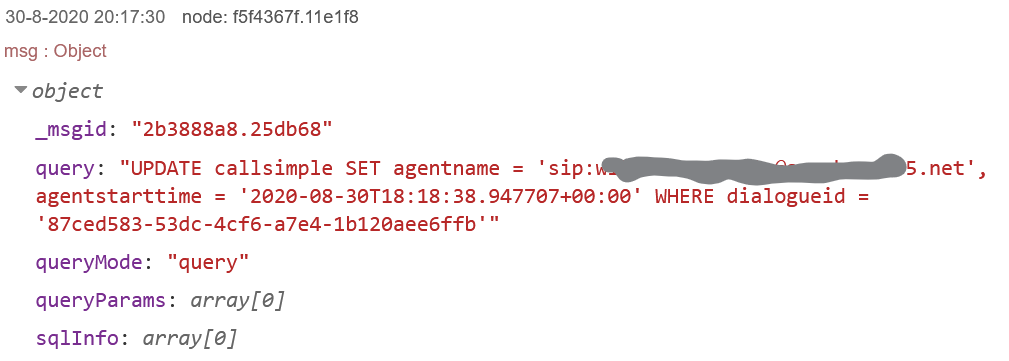 30-8-2020 20:17:30 node: f5f4367f.11e1f8
msg : Object
object
_msgid: "2b3888a8.25db68"
query: "UPDATE callsimple SET agentname = 'sip: 5.net',
agentstarttime = '2020-08-30T18:18:38.947707+00:00' WHERE dialogueid =
'87ced583-53dc-4cf6-a7e4-1b120aee6ffb'"
queryMode: "query"
queryParams: array[0]
sqlInfo: array[0]